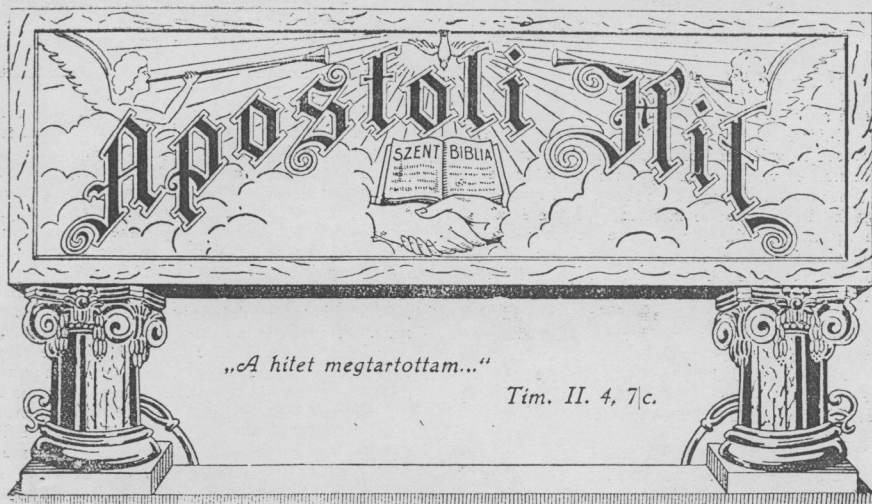 Apostoli Hit
SZENT BIBLIA
„A hitet megtartottam...“
Tim. II. 4, 7|c.